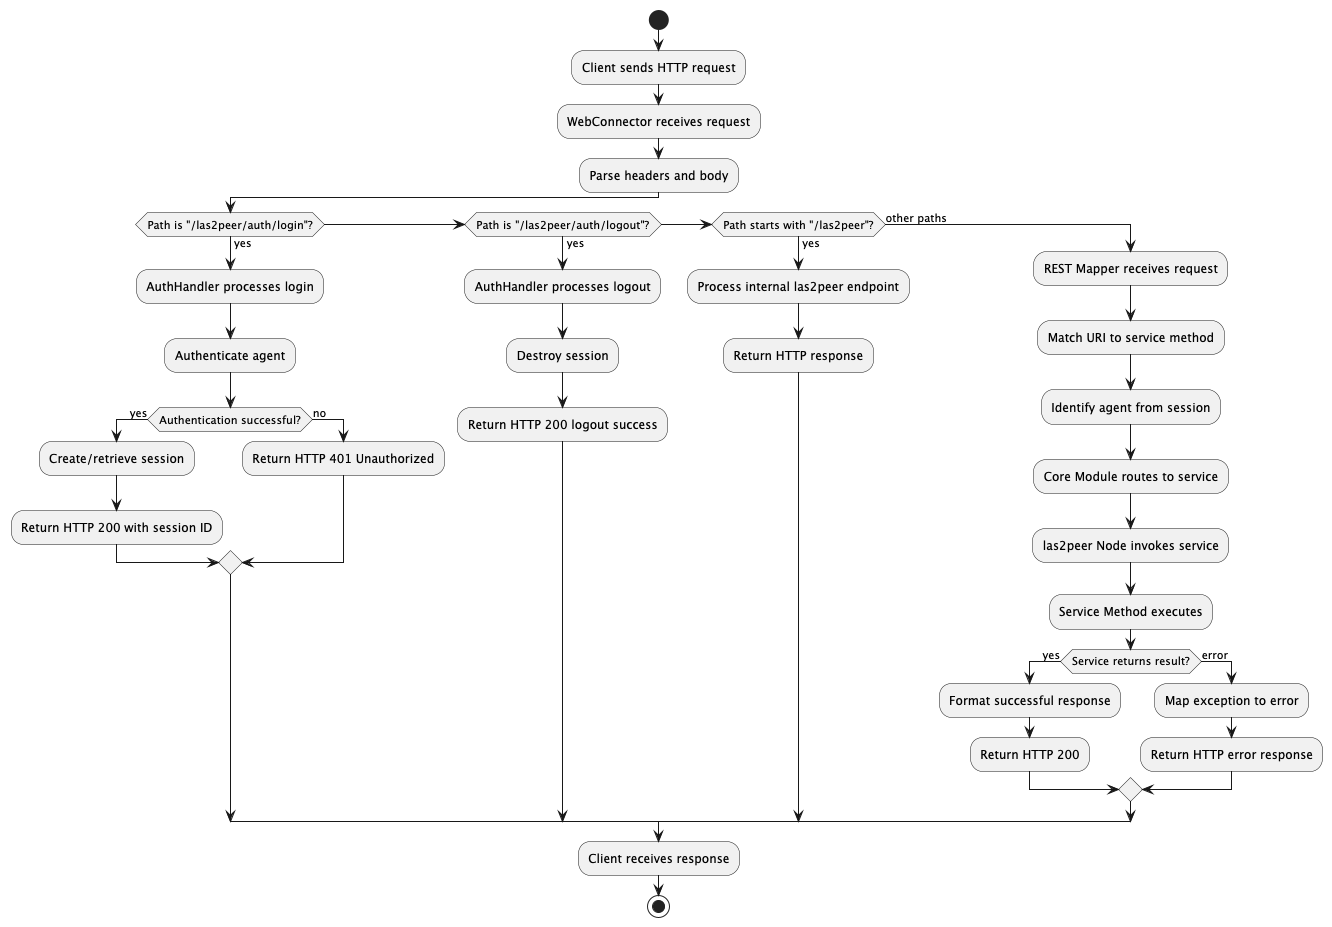 Client sends HTTP request
WebConnector receives request
Parse headers and body
Path is "/las2peer/auth/login"?
yes
AuthHandler processes login
Authenticate agent
Authentication successful?
yes
Create/retrieve session
Return HTTP 200 with session ID
no
Return HTTP 401 Unauthorized
Path is "/las2peer/auth/logout"?
yes
AuthHandler processes logout
Destroy session
Return HTTP 200 logout success
Path starts with "/las2peer"?
yes
Process internal las2peer endpoint
Return HTTP response
other paths
REST Mapper receives request
Match URI to service method
Identify agent from session
Core Module routes to service
las2peer Node invokes service
Service Method executes
Service returns result?
yes
Format successful response
Return HTTP 200
error
Map exception to error
Return HTTP error response
Client receives response